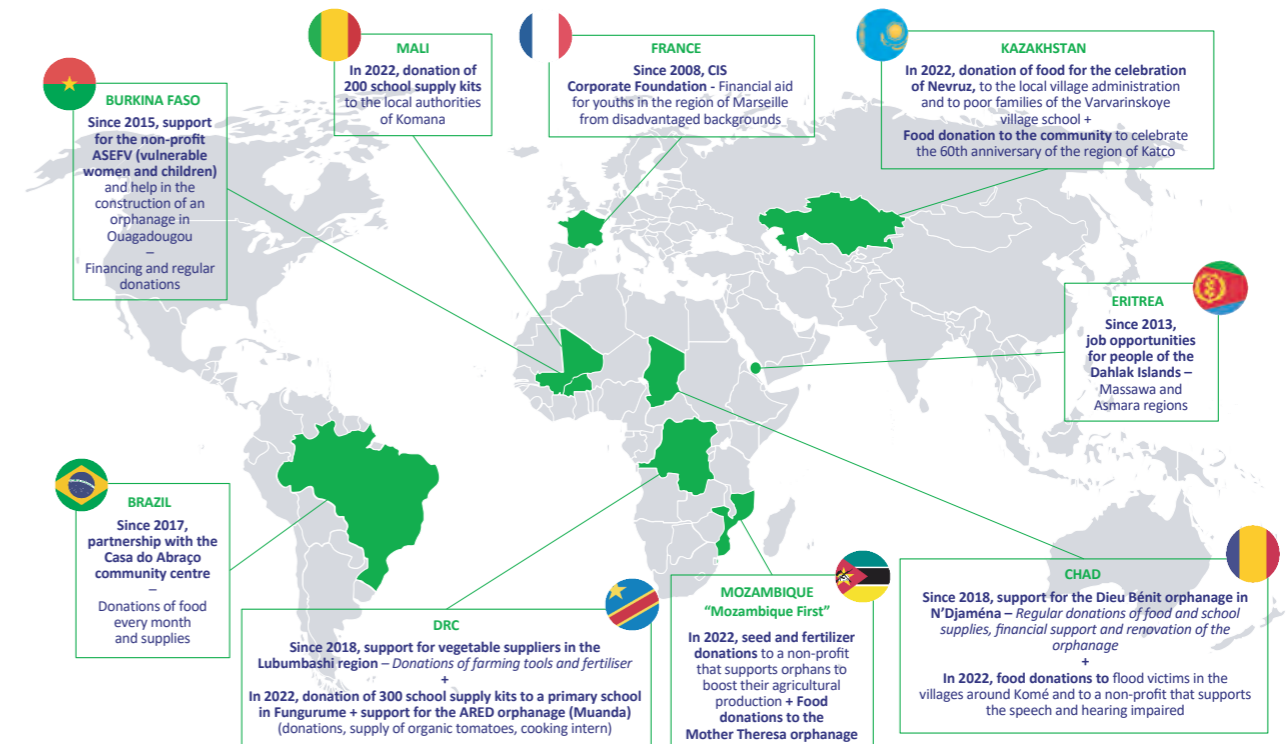 MALI
In 2022, donation of
200 school supply kits
to the local authorities
of Komana
FRANCE
Since 2008, CIS
Corporate Foundation - Financial aid
for youths in the region of Marseille
from disadvantaged backgrounds
KAZAKHSTAN
In 2022, donation of food for the celebration
of Nevruz, to the local village administration
and to poor families of the Varvarinskoye
village school +
Food donation to the community to celebrate
the 60th anniversary of the region of Katco
BURKINA FASO
Since 2015, support
for the non-profit
ASEFV (vulnerable
women and children)
and help in the
construction of an
orphanage in
Ouagadougou
–
Financing and regular
donations
ERITREA
Since 2013,
job opportunities
for people of the
Dahlak Islands –
Massawa and
Asmara regions
BRAZIL
Since 2017,
partnership with the
Casa do Abraço
community centre
–
Donations of food
every month
and supplies
DRC
Since 2018, support for vegetable suppliers in the
Lubumbashi region – Donations of farming tools and fertiliser
+
In 2022, donation of 300 school supply kits to a primary school
in Fungurume + support for the ARED orphanage (Muanda)
(donations, supply of organic tomatoes, cooking intern)
MOZAMBIQUE
“Mozambique First”
In 2022, seed and fertilizer
donations to a non-profit
that supports orphans to
boost their agricultural
production + Food
donations to the
Mother Theresa orphanage
CHAD
Since 2018, support for the Dieu Bénit orphanage in
N’Djaména – Regular donations of food and school
supplies, financial support and renovation of the
orphanage
+
In 2022, food donations to flood victims in the
villages around Komé and to a non-profit that supports
the speech and hearing impaired